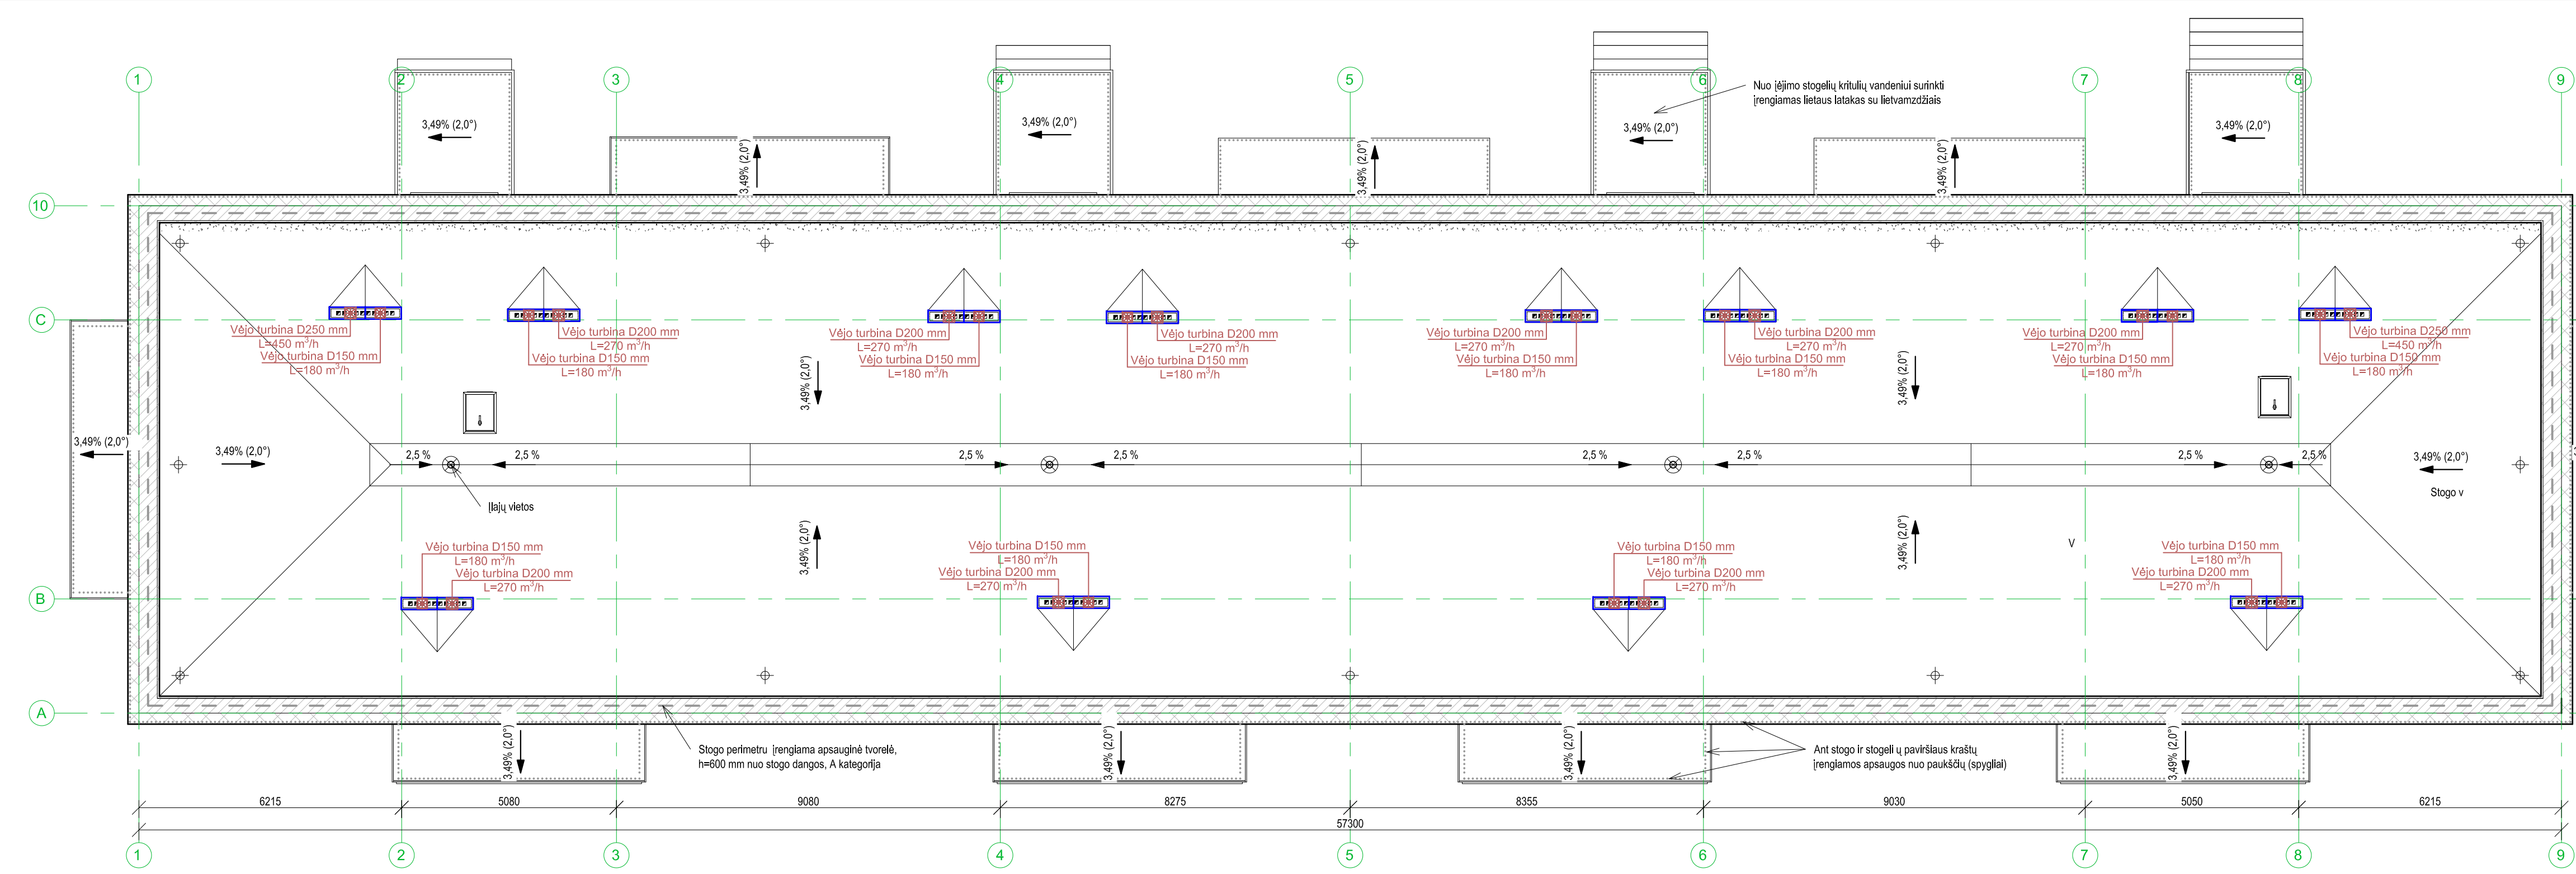 1
2
3
4
5
6
7
8
9
Nuo įėjimo stogelių kritulių vandeniui surinkti
įrengiamas lietaus latakas su lietvamzdžiais
3,49% (2,0°)
3,49% (2,0°)
3,49% (2,0°)
3,49% (2,0°)
3,49% (2,0°)
3,49% (2,0°)
3,49% (2,0°)
10
C
Vėjo turbina D250 mm
L=450 m³/h
Vėjo turbina D150 mm
L=180 m³/h
Vėjo turbina D200 mm
L=270 m³/h
Vėjo turbina D150 mm
L=180 m³/h
Vėjo turbina D200 mm
L=270 m³/h
Vėjo turbina D150 mm
L=180 m³/h
Vėjo turbina D200 mm
L=270 m³/h
Vėjo turbina D150 mm
L=180 m³/h
Vėjo turbina D200 mm
L=270 m³/h
Vėjo turbina D150 mm
L=180 m³/h
Vėjo turbina D200 mm
L=270 m³/h
Vėjo turbina D150 mm
L=180 m³/h
Vėjo turbina D200 mm
L=270 m³/h
Vėjo turbina D150 mm
L=180 m³/h
Vėjo turbina D250 mm
L=450 m³/h
Vėjo turbina D150 mm
L=180 m³/h
3,49% (2,0°)
3,49% (2,0°)
3,49% (2,0°)
3,49% (2,0°)
2,5 %
2,5 %
2,5 %
2,5 %
2,5 %
2,5 %
2,5 %
2,5 %
3,49% (2,0°)
Stogo v
Įlajų vietos
3,49% (2,0°)
3,49% (2,0°)
V
Vėjo turbina D150 mm
L=180 m³/h
Vėjo turbina D200 mm
L=270 m³/h
Vėjo turbina D150 mm
L=180 m³/h
Vėjo turbina D200 mm
L=270 m³/h
Vėjo turbina D150 mm
L=180 m³/h
Vėjo turbina D200 mm
L=270 m³/h
Vėjo turbina D150 mm
L=180 m³/h
Vėjo turbina D200 mm
L=270 m³/h
B
A
3,49% (2,0°)
3,49% (2,0°)
3,49% (2,0°)
3,49% (2,0°)
Stogo perimetru įrengiama apsauginė tvorelė,
h=600 mm nuo stogo dangos, A kategorija
Ant stogo ir stogeli ų paviršiaus kraštų
įrengiamos apsaugos nuo paukščių (spygliai)
6215
5080
9080
8275
8355
9030
5050
6215
57300
1
2
3
4
5
6
7
8
9